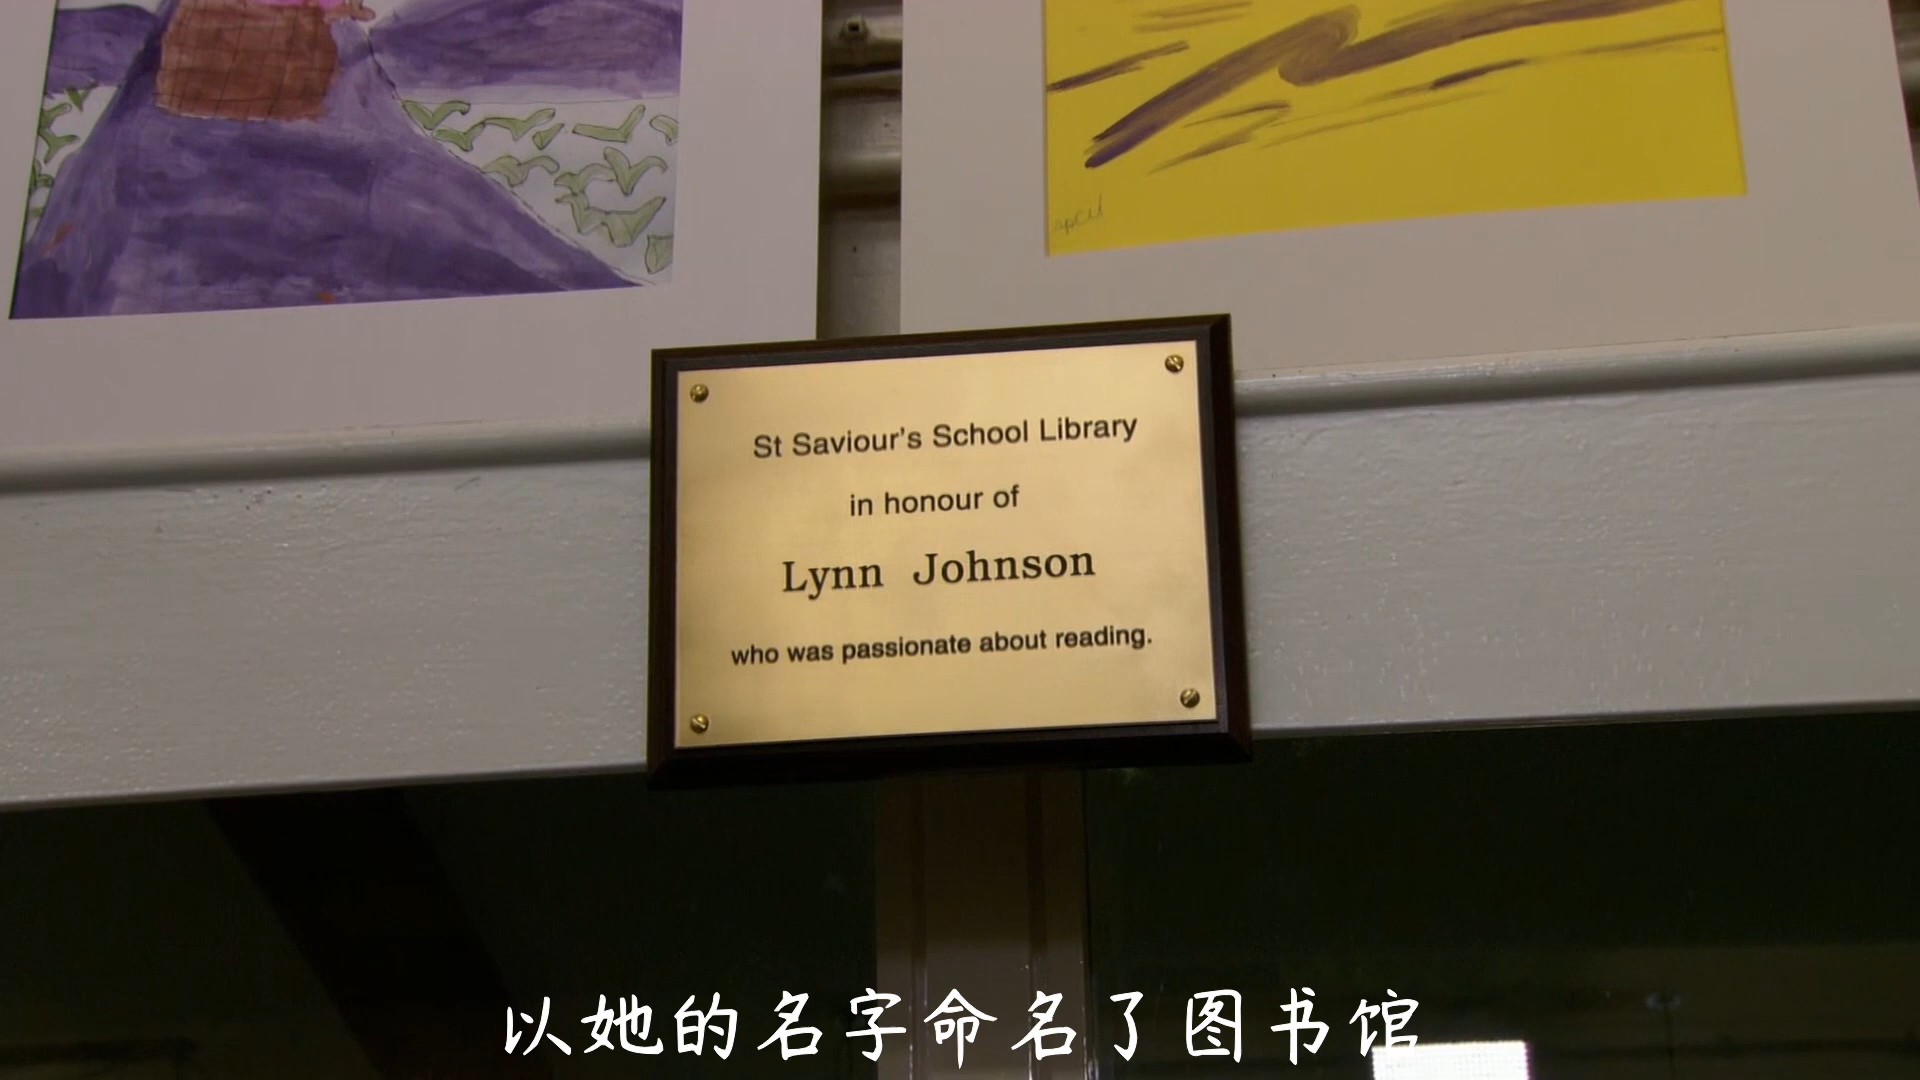 St Saviour's School Library
in honour of
Lynn Johnson
who was passionate about reading.
以她的名字命名了图书馆